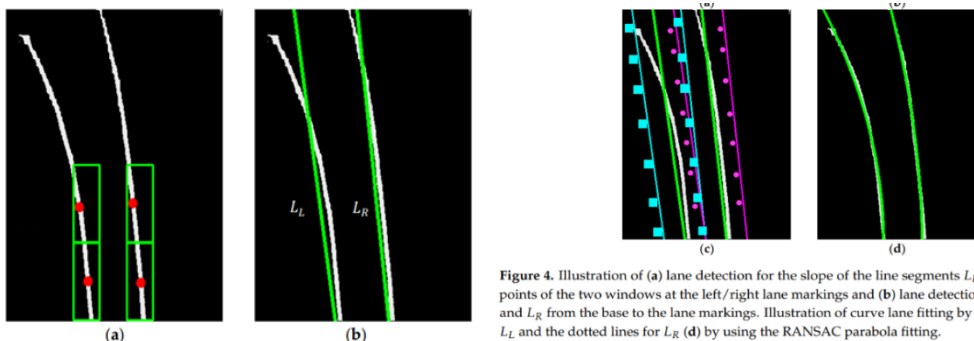 L_L
L_R
(a)
(b)
(c)
(d)
Figure 4. Illustration of (a) lane detection for the slope of the line segments
points of the two windows at the left/right lane markings and (b) lane detectio
and L_R from the base to the lane markings. Illustration of curve lane fitting by
L_L and the dotted lines for L_R (d) by using the RANSAC parabola fitting.